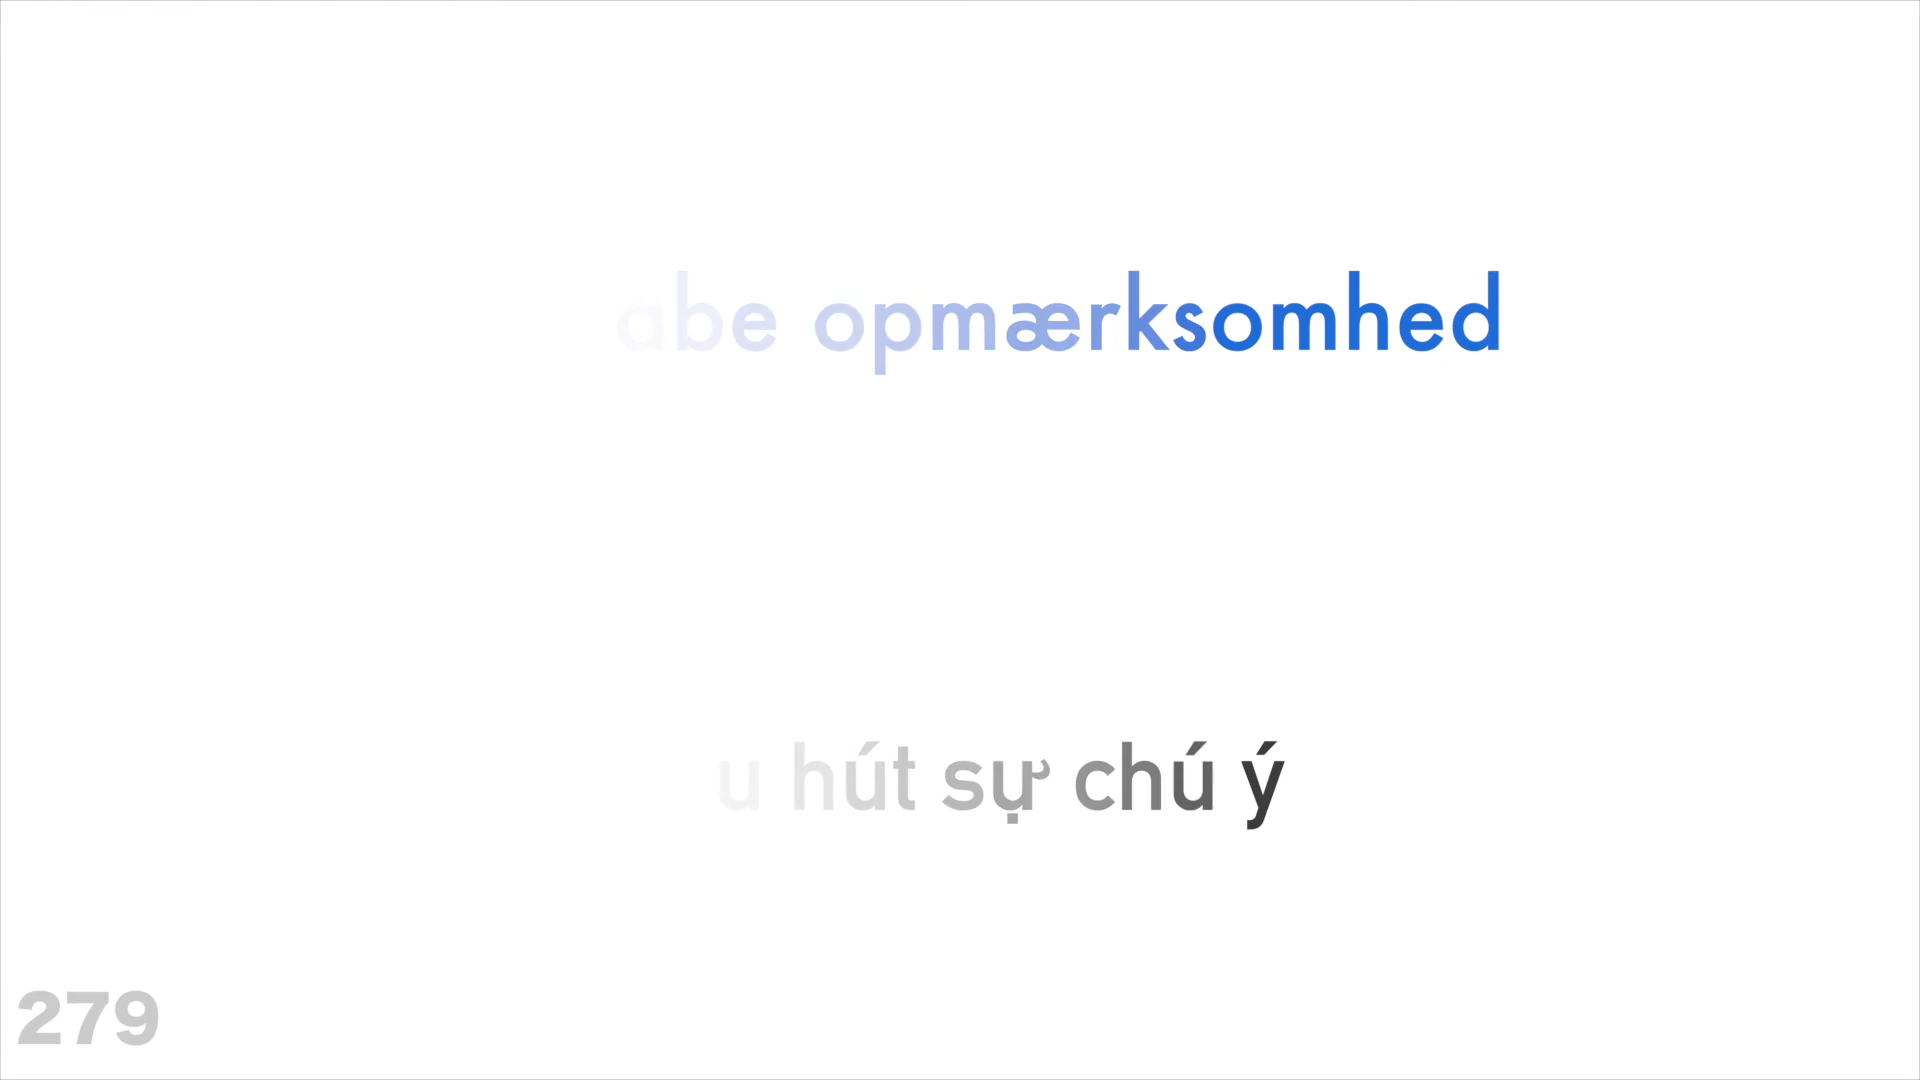 abe opmærksomhed
u hút sự chú ý
279